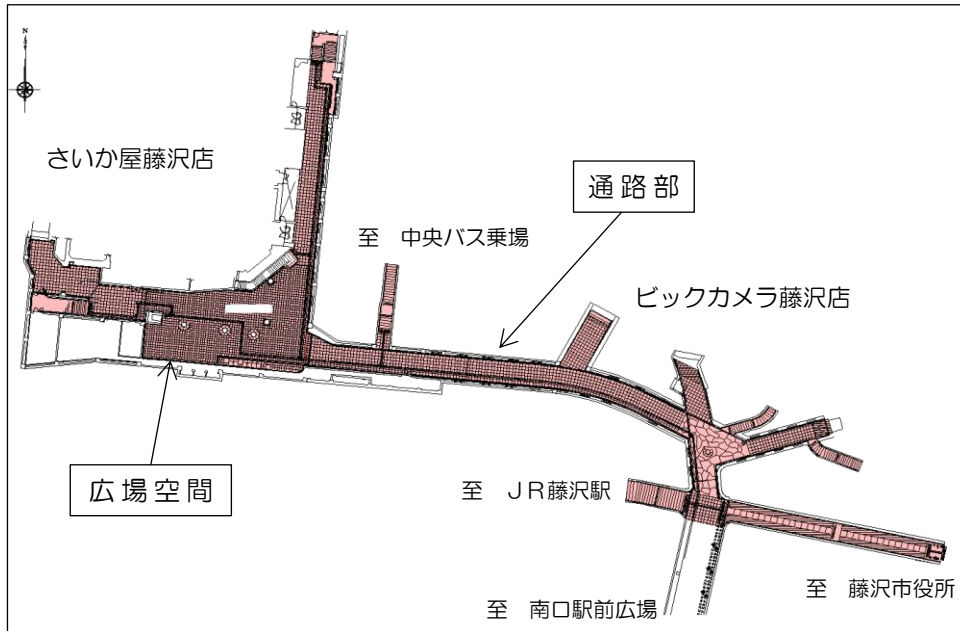 N
さいか屋藤沢店
通路部
至　中央バス乗場
ビックカメラ藤沢店
広場空間
至　ＪＲ藤沢駅
至　藤沢市役所
至　南口駅前広場